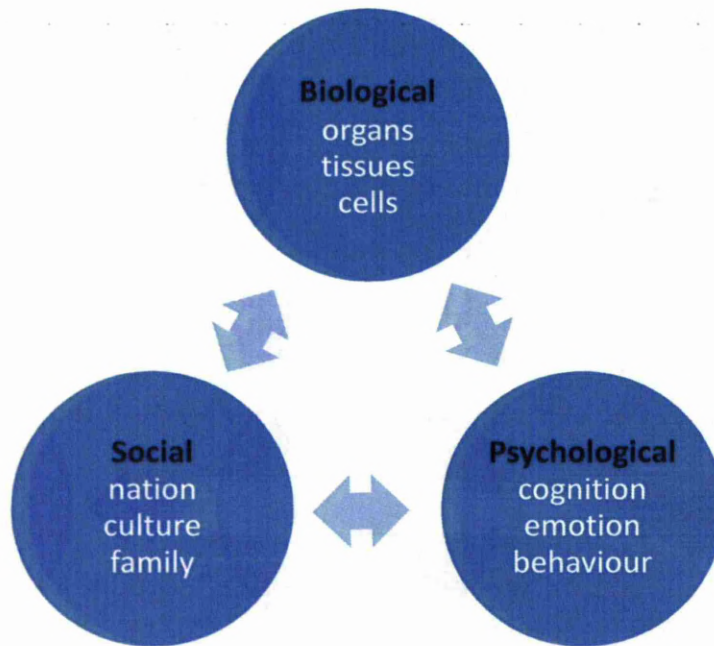 Biological
organs
tissues
cells
Social
nation
culture
family
Psychological
cognition
emotion
behaviour